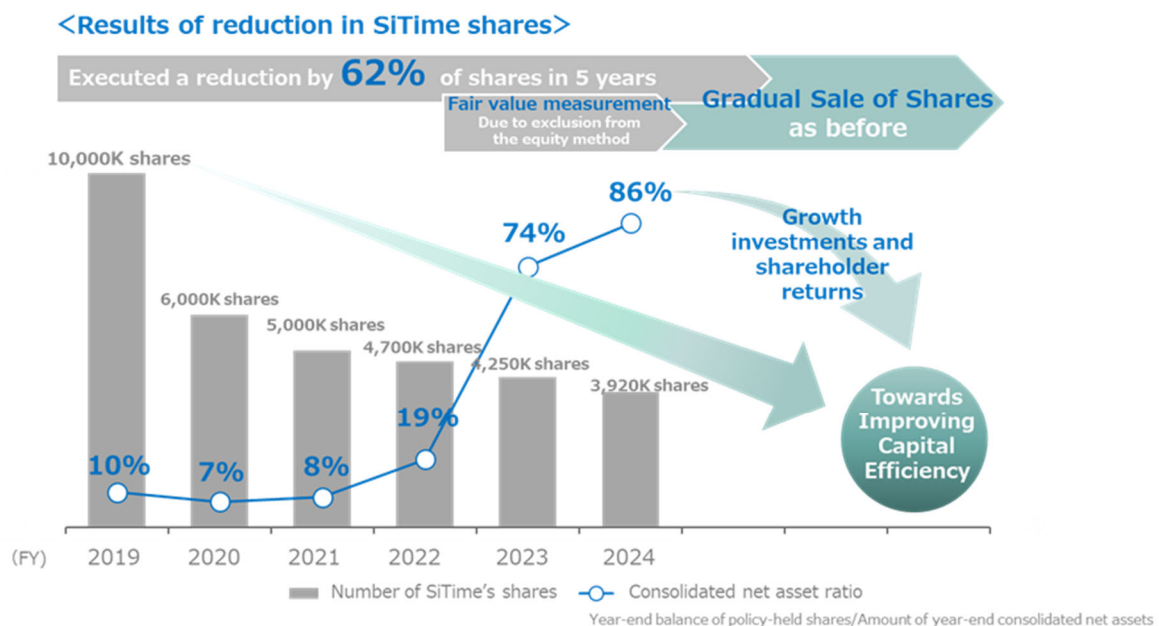 <Results of reduction in SiTime shares>
Executed a reduction by 62% of shares in 5 years
Fair value measurement
Due to exclusion from
the equity method
Gradual Sale of Shares
as before
10,000K shares
6,000K shares
5,000K shares
4,700K shares
4,250K shares
3,920K shares
10%
7%
8%
19%
74%
86%
Growth
investments and
shareholder
returns
Towards
Improving
Capital
Efficiency
(FY) 2019 2020 2021 2022 2023 2024
Number of SiTime's shares Consolidated net asset ratio
Year-end balance of policy-held shares/Amount of year-end consolidated net assets